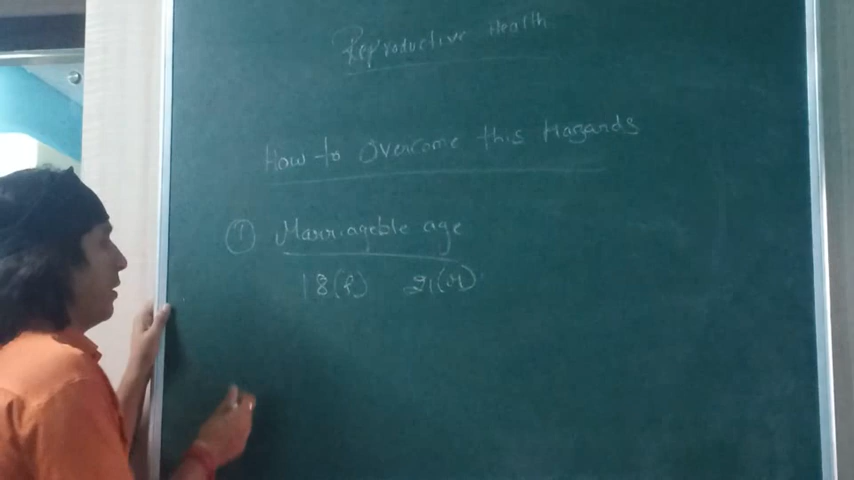 Reproductive Health
How to Overcome this Hazards
① Marriageble age
18(f) 21(M)